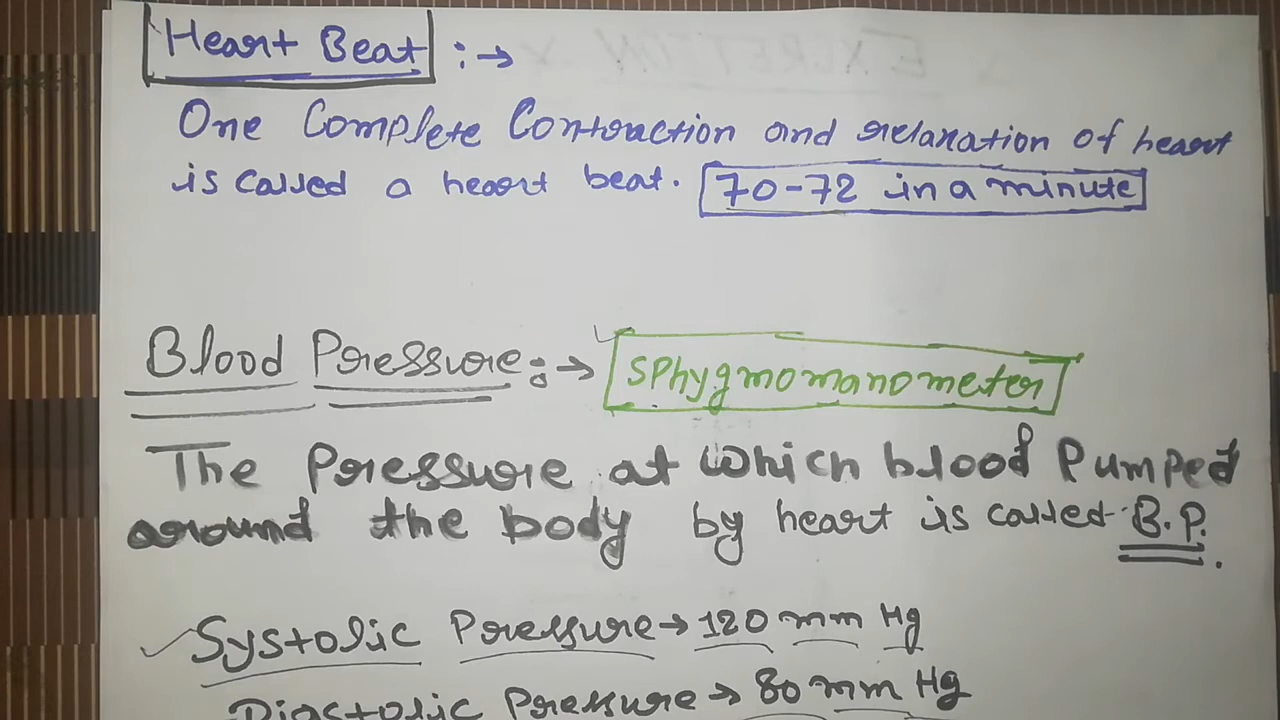 Heart Beat :→
One Complete Contraction and relaxation of heart
is called a heart beat. 70-72 in a minute
Blood Pressure :→ Sphygmomanometer
The Pressure at which blood Pumped
around the body by heart is called B.P.
Systolic Pressure → 120 mm Hg
Diastolic Pressure → 80 mm Hg